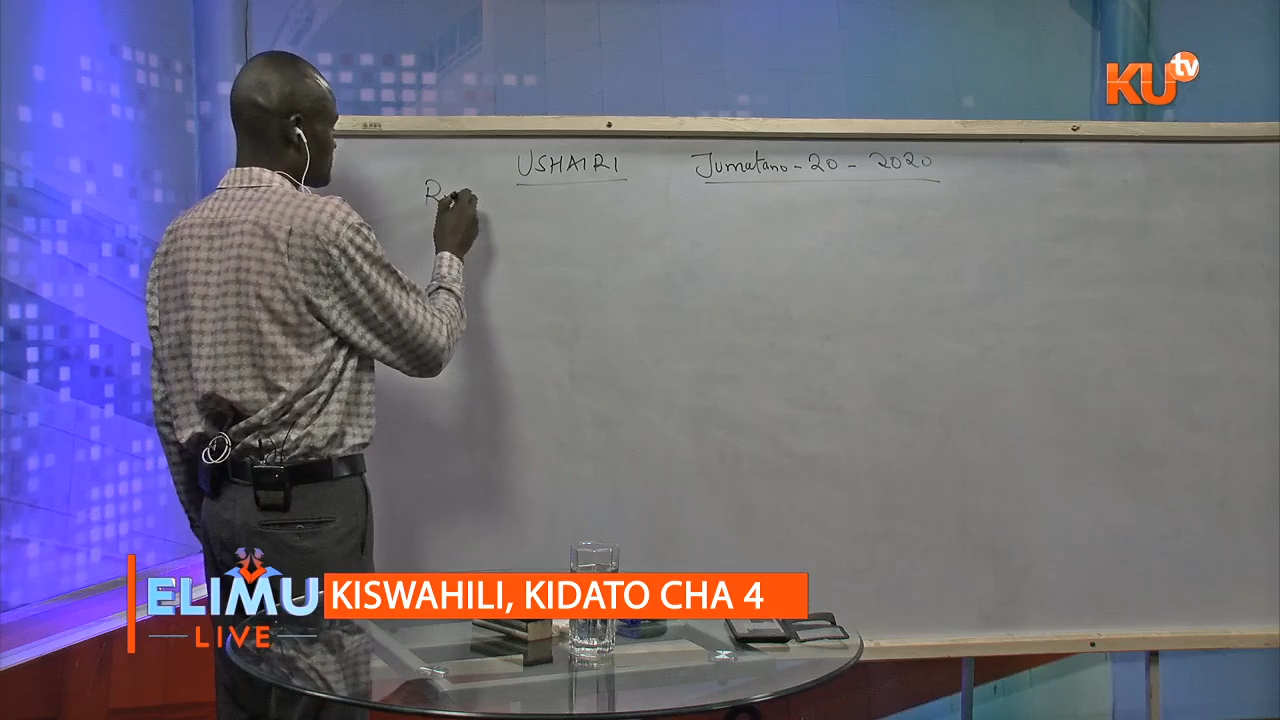 KU tv
USHAIRI Jumatano - 20 - 2020
R
ELIMU
LIVE
KISWAHILI, KIDATO CHA 4